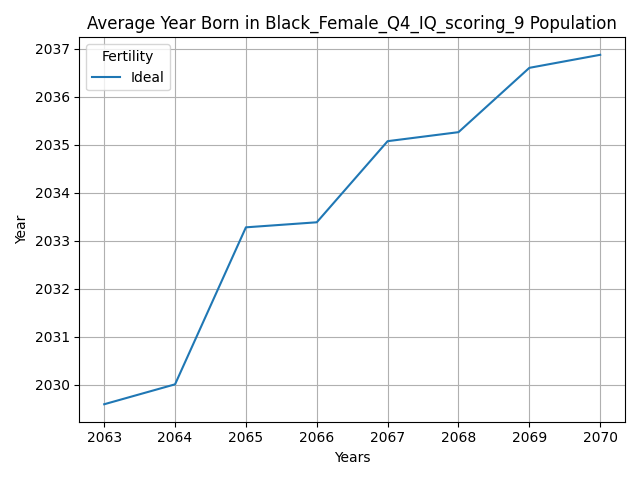 Average Year Born in Black_Female_Q4_IQ_scoring_9 Population
Fertility
Ideal
2037
2036
2035
2034
2033
2032
2031
2030
Year
2063 2064 2065 2066 2067 2068 2069 2070
Years